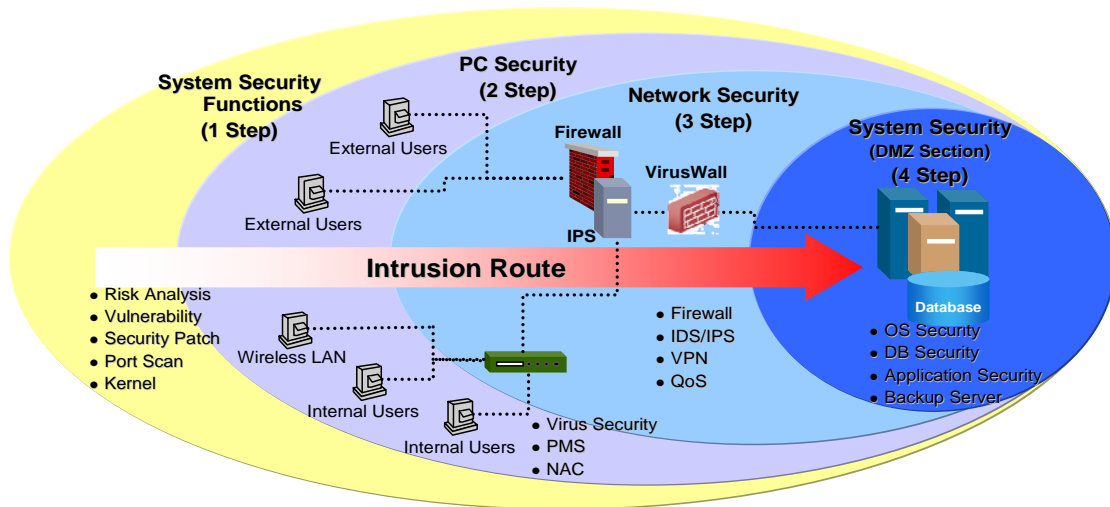 System Security
Functions
(1 Step)
PC Security
(2 Step)
Network Security
(3 Step)
System Security
(DMZ Section)
(4 Step)
External Users
External Users
Firewall
IPS
VirusWall
Intrusion Route
Database
• Risk Analysis
• Vulnerability
• Security Patch
• Port Scan
• Kernel
Wireless LAN
Internal Users
Internal Users
• Virus Security
• PMS
• NAC
• Firewall
• IDS/IPS
• VPN
• QoS
• OS Security
• DB Security
• Application Security
• Backup Server